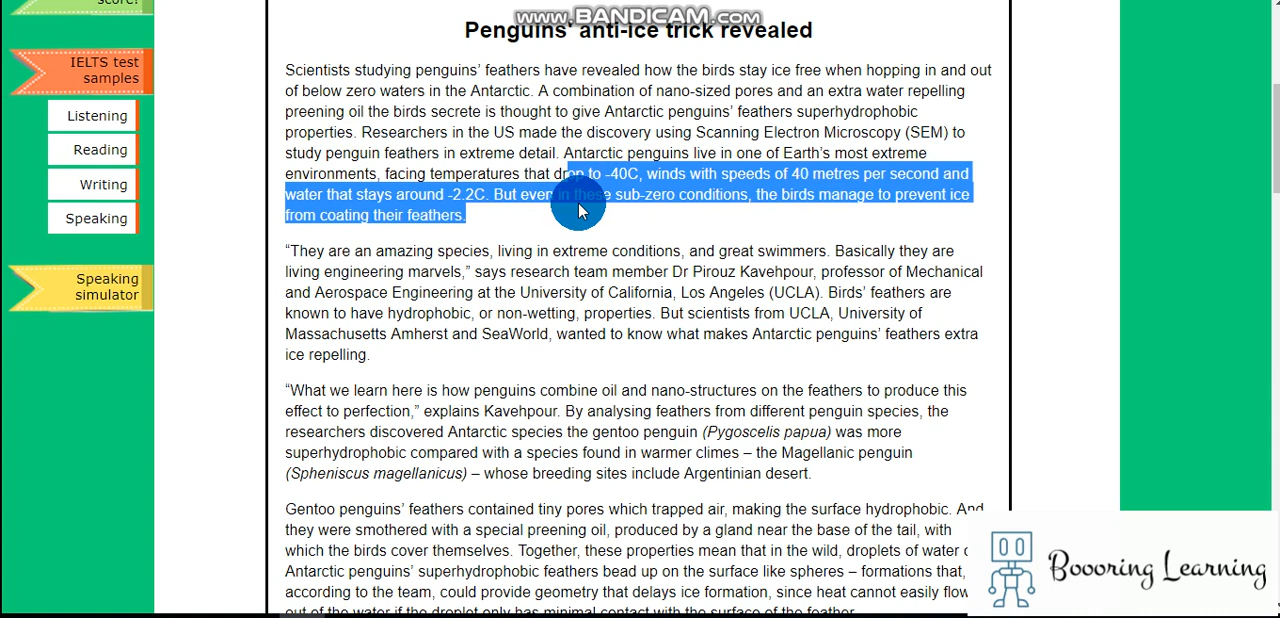 score!
www.BANDICAM.com
Penguins' anti-ice trick revealed
IELTS test
samples
Listening
Reading
Writing
Speaking
Speaking
simulator
Scientists studying penguins’ feathers have revealed how the birds stay ice free when hopping in and out
of below zero waters in the Antarctic. A combination of nano-sized pores and an extra water repelling
preening oil the birds secrete is thought to give Antarctic penguins’ feathers superhydrophobic
properties. Researchers in the US made the discovery using Scanning Electron Microscopy (SEM) to
study penguin feathers in extreme detail. Antarctic penguins live in one of Earth’s most extreme
environments, facing temperatures that drop to -40C, winds with speeds of 40 metres per second and
water that stays around -2.2C. But even in these sub-zero conditions, the birds manage to prevent ice
from coating their feathers.
“They are an amazing species, living in extreme conditions, and great swimmers. Basically they are
living engineering marvels,” says research team member Dr Pirouz Kavehpour, professor of Mechanical
and Aerospace Engineering at the University of California, Los Angeles (UCLA). Birds’ feathers are
known to have hydrophobic, or non-wetting, properties. But scientists from UCLA, University of
Massachusetts Amherst and SeaWorld, wanted to know what makes Antarctic penguins’ feathers extra
ice repelling.
“What we learn here is how penguins combine oil and nano-structures on the feathers to produce this
effect to perfection,” explains Kavehpour. By analysing feathers from different penguin species, the
researchers discovered Antarctic species the gentoo penguin (Pygoscelis papua) was more
superhydrophobic compared with a species found in warmer climes – the Magellanic penguin
(Spheniscus magellanicus) – whose breeding sites include Argentinian desert.
Gentoo penguins’ feathers contained tiny pores which trapped air, making the surface hydrophobic. And
they were smothered with a special preening oil, produced by a gland near the base of the tail, with
which the birds cover themselves. Together, these properties mean that in the wild, droplets of water
Antarctic penguins’ superhydrophobic feathers bead up on the surface like spheres – formations that,
according to the team, could provide geometry that delays ice formation, since heat cannot easily flow
out of the water if the droplet only has minimal contact with the surface of the feather.
Boooring Learning